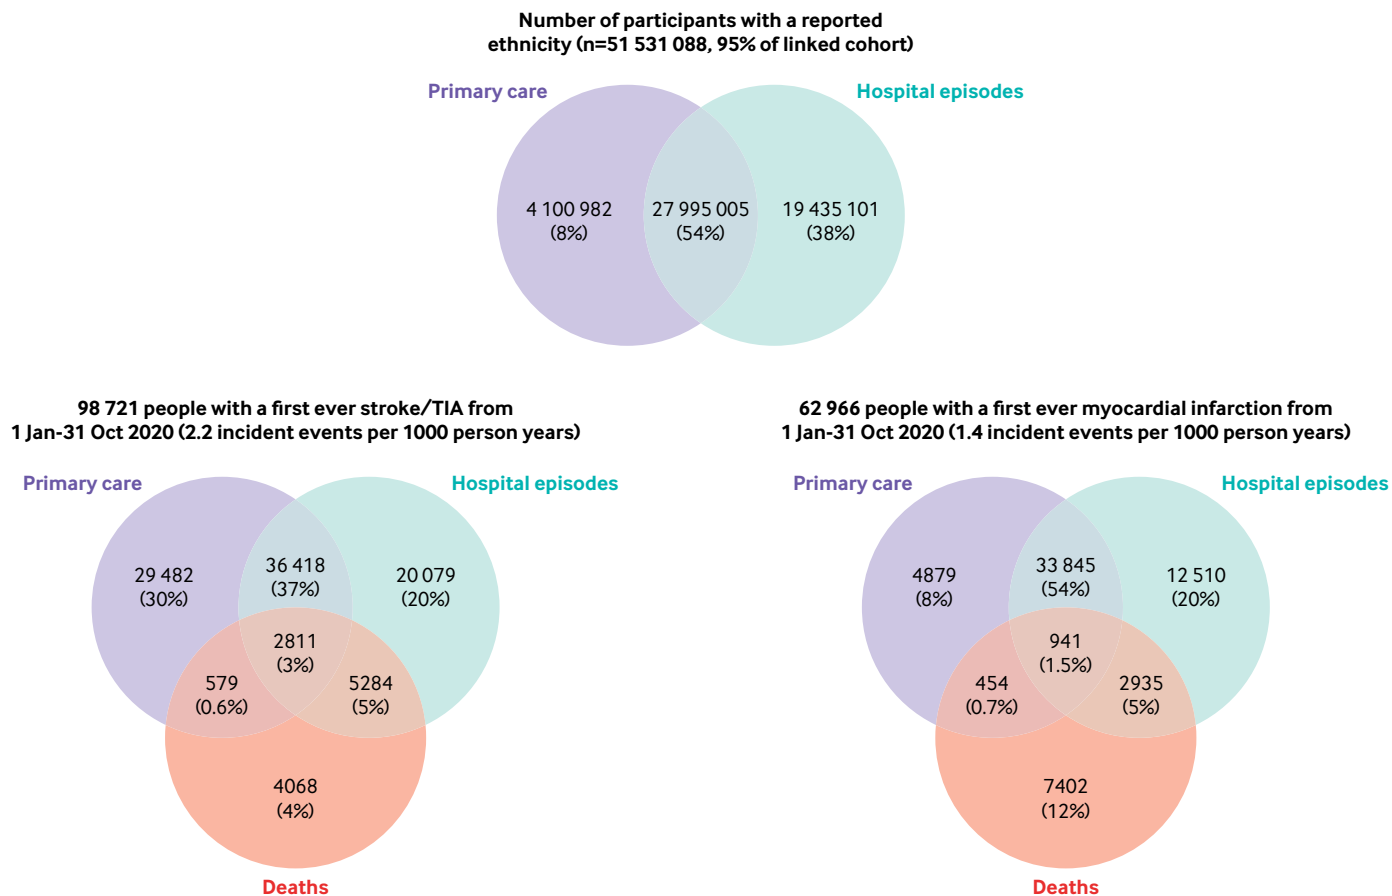 Number of participants with a reported
ethnicity (n=51 531 088, 95% of linked cohort)
Primary care
Hospital episodes
4 100 982
(8%)
27 995 005
(54%)
19 435 101
(38%)
98 721 people with a first ever stroke/TIA from
1 Jan-31 Oct 2020 (2.2 incident events per 1000 person years)
Primary care
Hospital episodes
29 482
(30%)
36 418
(37%)
20 079
(20%)
2811
(3%)
579
(0.6%)
5284
(5%)
4068
(4%)
Deaths
62 966 people with a first ever myocardial infarction from
1 Jan-31 Oct 2020 (1.4 incident events per 1000 person years)
Primary care
Hospital episodes
4879
(8%)
33 845
(54%)
12 510
(20%)
941
(1.5%)
454
(0.7%)
2935
(5%)
7402
(12%)
Deaths